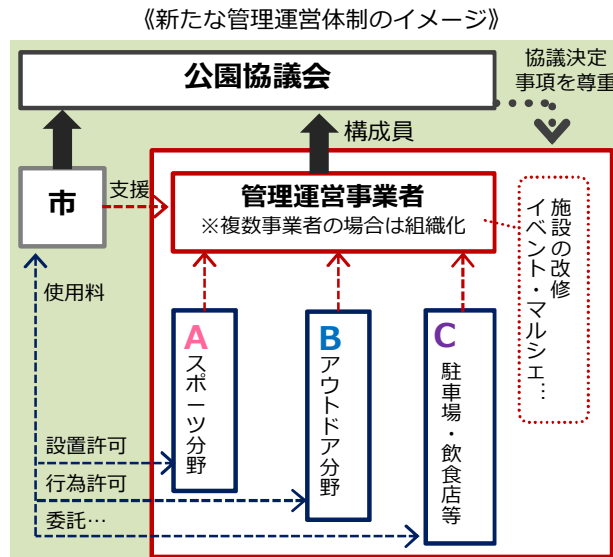 《新たな管理運営体制のイメージ》
公園協議会
協議決定
事項を尊重
構成員
市
支援
管理運営事業者
※複数事業者の場合は組織化
施設の改修
イベント・マルシェ…
使用料
A
スポーツ分野
B
アウトドア分野
C
駐車場・飲食店等
設置許可
行為許可
委託…